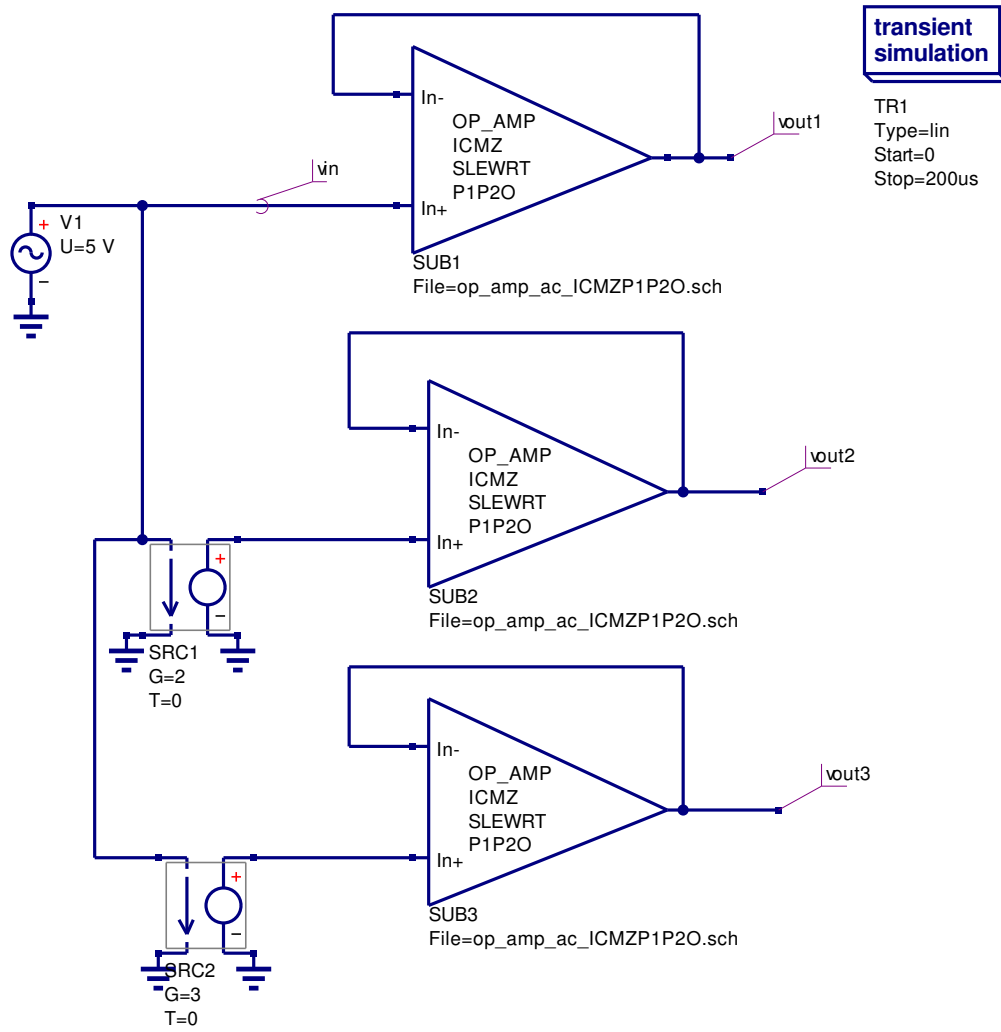 transient
simulation
TR1
Type=lin
Start=0
Stop=200us
In-
OP_AMP
ICMZ
SLEWRT
P1P2O
In+
vout1
vin
+
V1
U=5 V
−
SUB1
File=op_amp_ac_ICMZP1P2O.sch
In-
OP_AMP
ICMZ
SLEWRT
P1P2O
In+
vout2
+
−
SUB2
File=op_amp_ac_ICMZP1P2O.sch
SRC1
G=2
T=0
In-
OP_AMP
ICMZ
SLEWRT
P1P2O
In+
vout3
+
−
SUB3
File=op_amp_ac_ICMZP1P2O.sch
SRC2
G=3
T=0